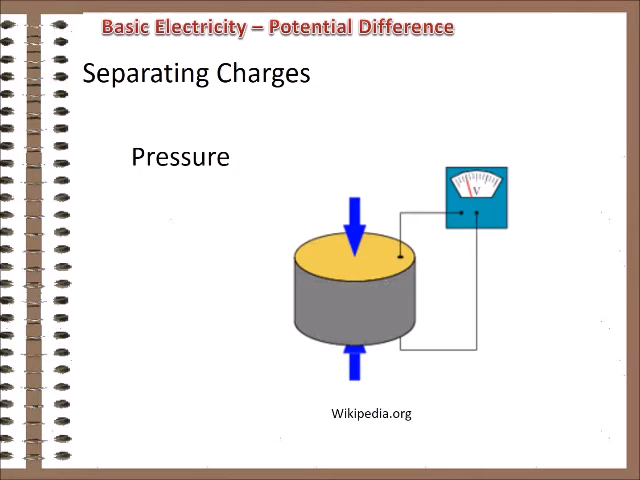 Basic Electricity – Potential Difference
Separating Charges
Pressure
V
Wikipedia.org